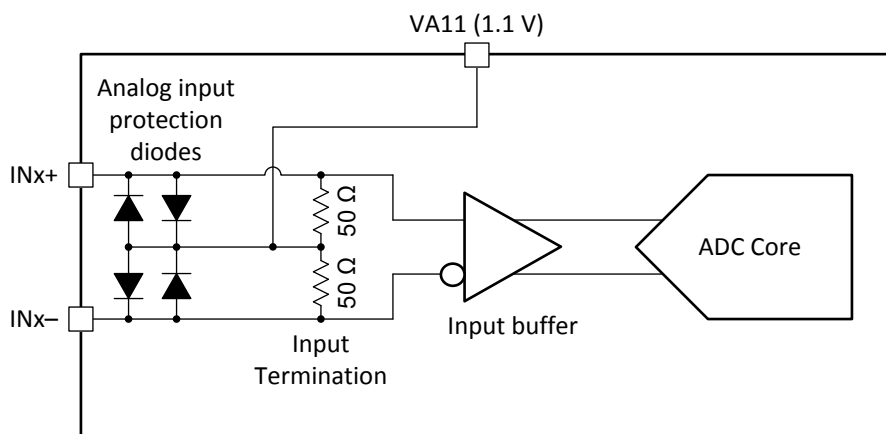 VA11 (1.1 V)
Analog input
protection
diodes
INx+
50 Ω
50 Ω
ADC Core
INx−
Input buffer
Input
Termination